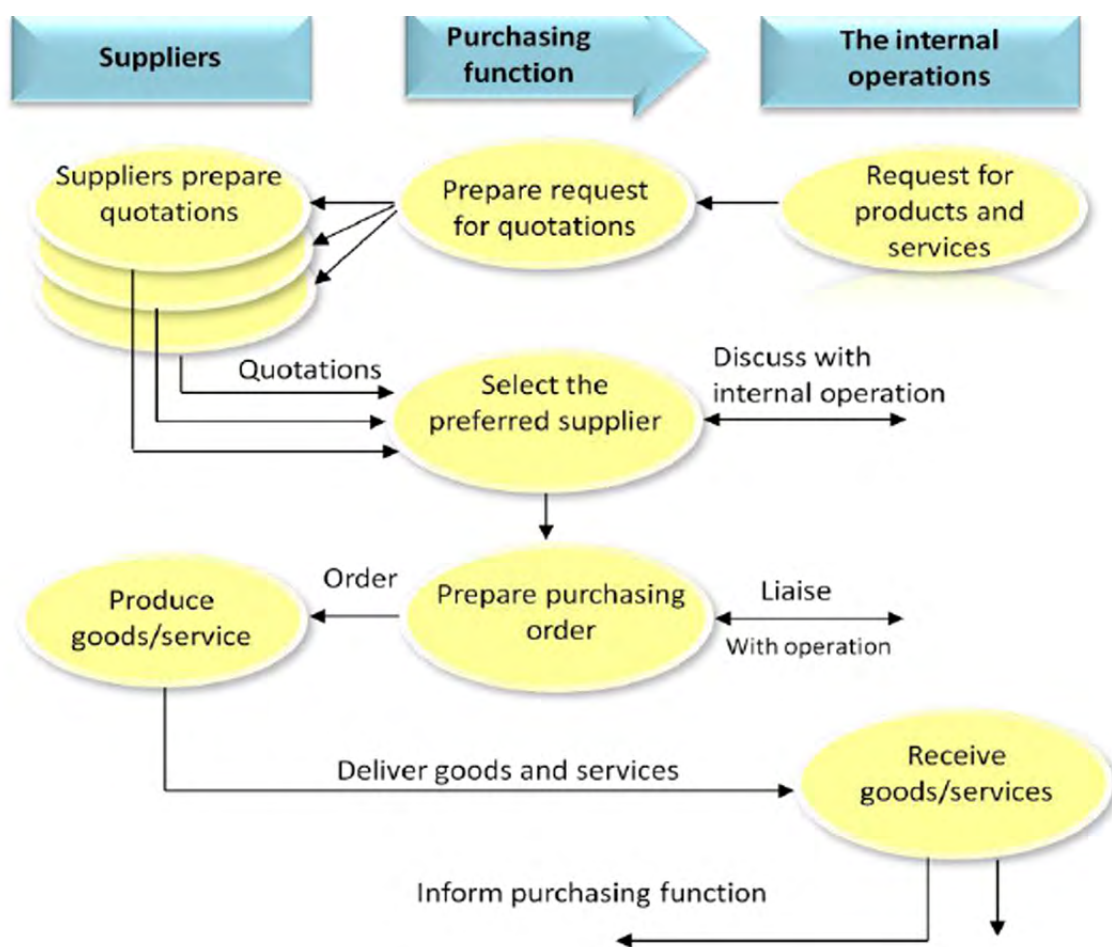 Suppliers
Purchasing
function
The internal
operations
Suppliers prepare
quotations
Prepare request
for quotations
Request for
products and
services
Quotations
Select the
preferred supplier
Discuss with
internal operation
Produce
goods/service
Order
Prepare purchasing
order
Liaise
With operation
Deliver goods and services
Receive
goods/services
Inform purchasing function